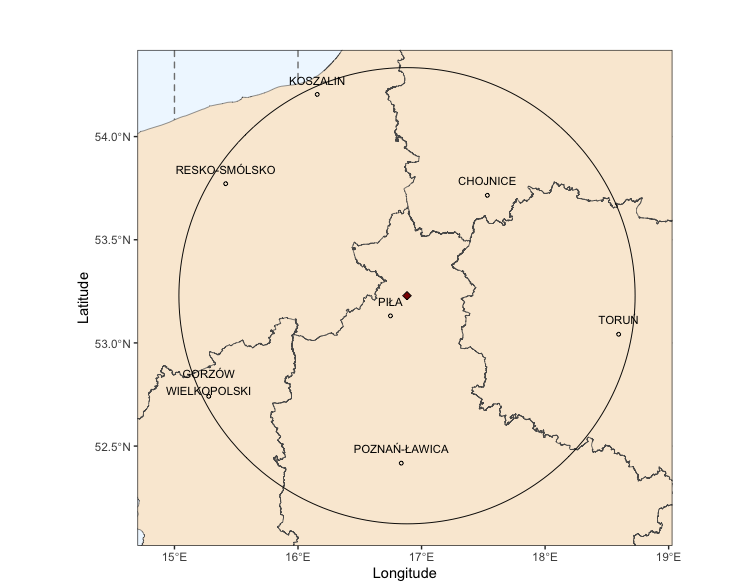 KOSZALIN
54.0°N
RESKO-SMÓLSKO
CHOJNICE
53.5°N
Latitude
PIŁA
TORUŃ
53.0°N
GORZÓW
WIELKOPOLSKI
52.5°N
POZNAŃ-ŁAWICA
15°E 16°E 17°E 18°E 19°E
Longitude